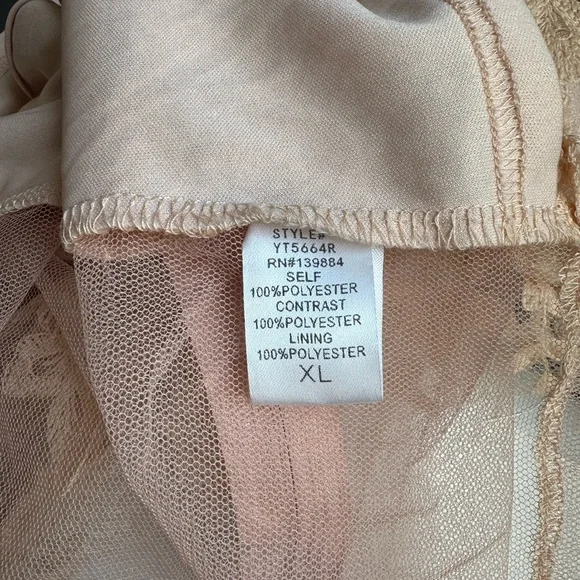 STYLE#
YT5664R
RN#139884
SELF
100%POLYESTER
CONTRAST
100%POLYESTER
LINING
100%POLYESTER
XL